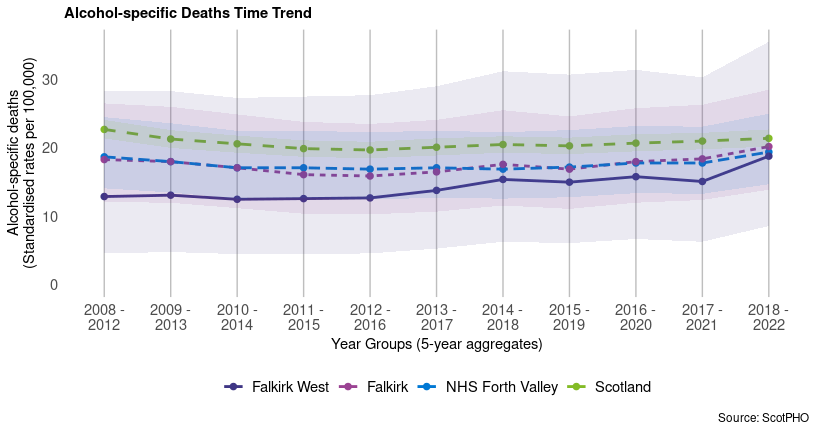 Alcohol-specific Deaths Time Trend
Alcohol-specific deaths
(Standardised rates per 100,000)
30
20
10
0
2008 - 2009 - 2010 - 2011 - 2012 - 2013 - 2014 - 2015 - 2016 - 2017 - 2018 -
2012 2013 2014 2015 2016 2017 2018 2019 2020 2021 2022
Year Groups (5-year aggregates)
Falkirk West Falkirk NHS Forth Valley Scotland
Source: ScotPHO